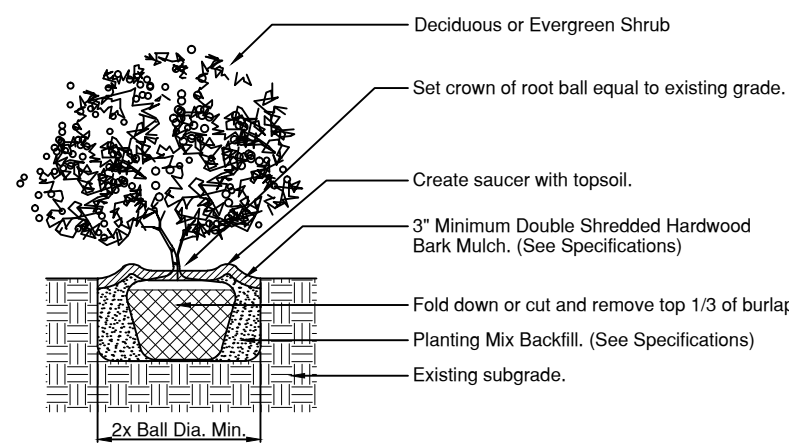 Deciduous or Evergreen Shrub
Set crown of root ball equal to existing grade.
Create saucer with topsoil.
3" Minimum Double Shredded Hardwood
Bark Mulch. (See Specifications)
Fold down or cut and remove top 1/3 of burlap
Planting Mix Backfill. (See Specifications)
Existing subgrade.
2x Ball Dia. Min.